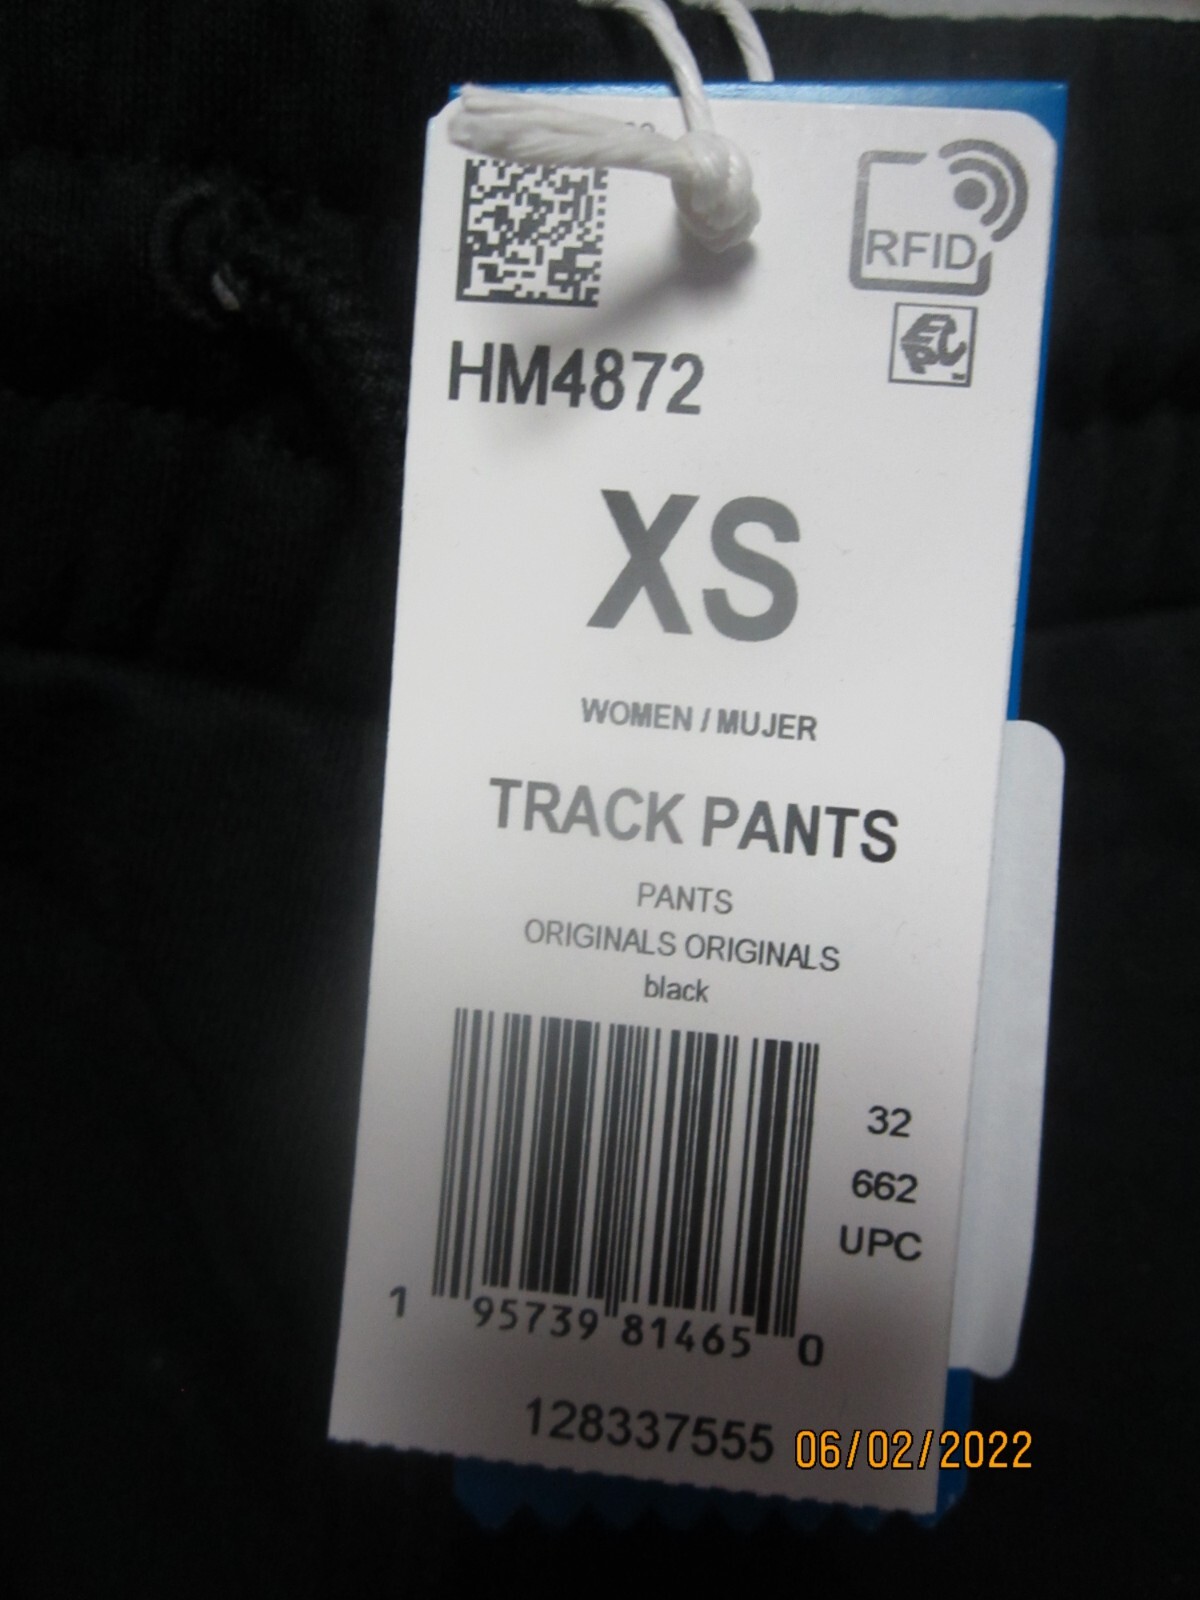 RFID
HM4872
XS
WOMEN / MUJER
TRACK PANTS
PANTS
ORIGINALS ORIGINALS
black
32
662
UPC
1 95739 81465 0
128337555
06/02/2022